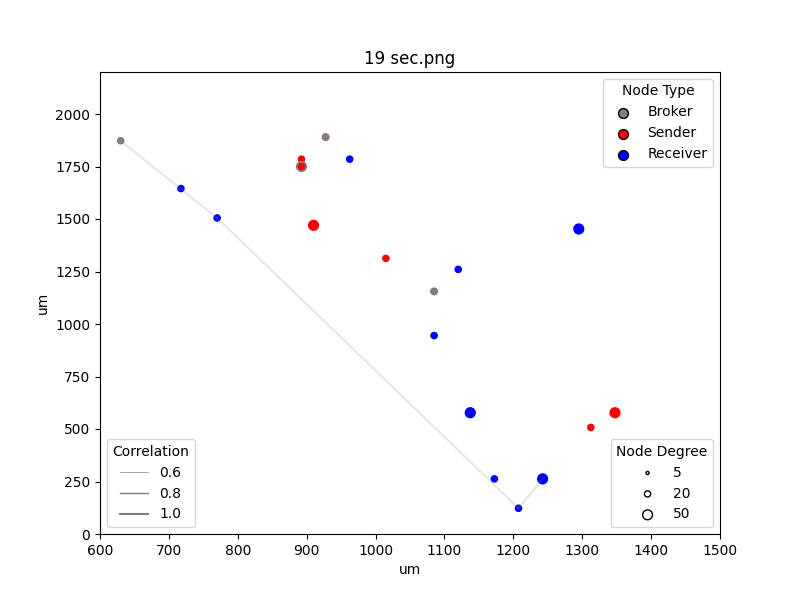 19 sec.png
Node Type
Broker
Sender
Receiver
2000
1750
1500
1250
1000
750
500
250
0
um
Correlation
0.6
0.8
1.0
Node Degree
5
20
50
600 700 800 900 1000 1100 1200 1300 1400 1500
um